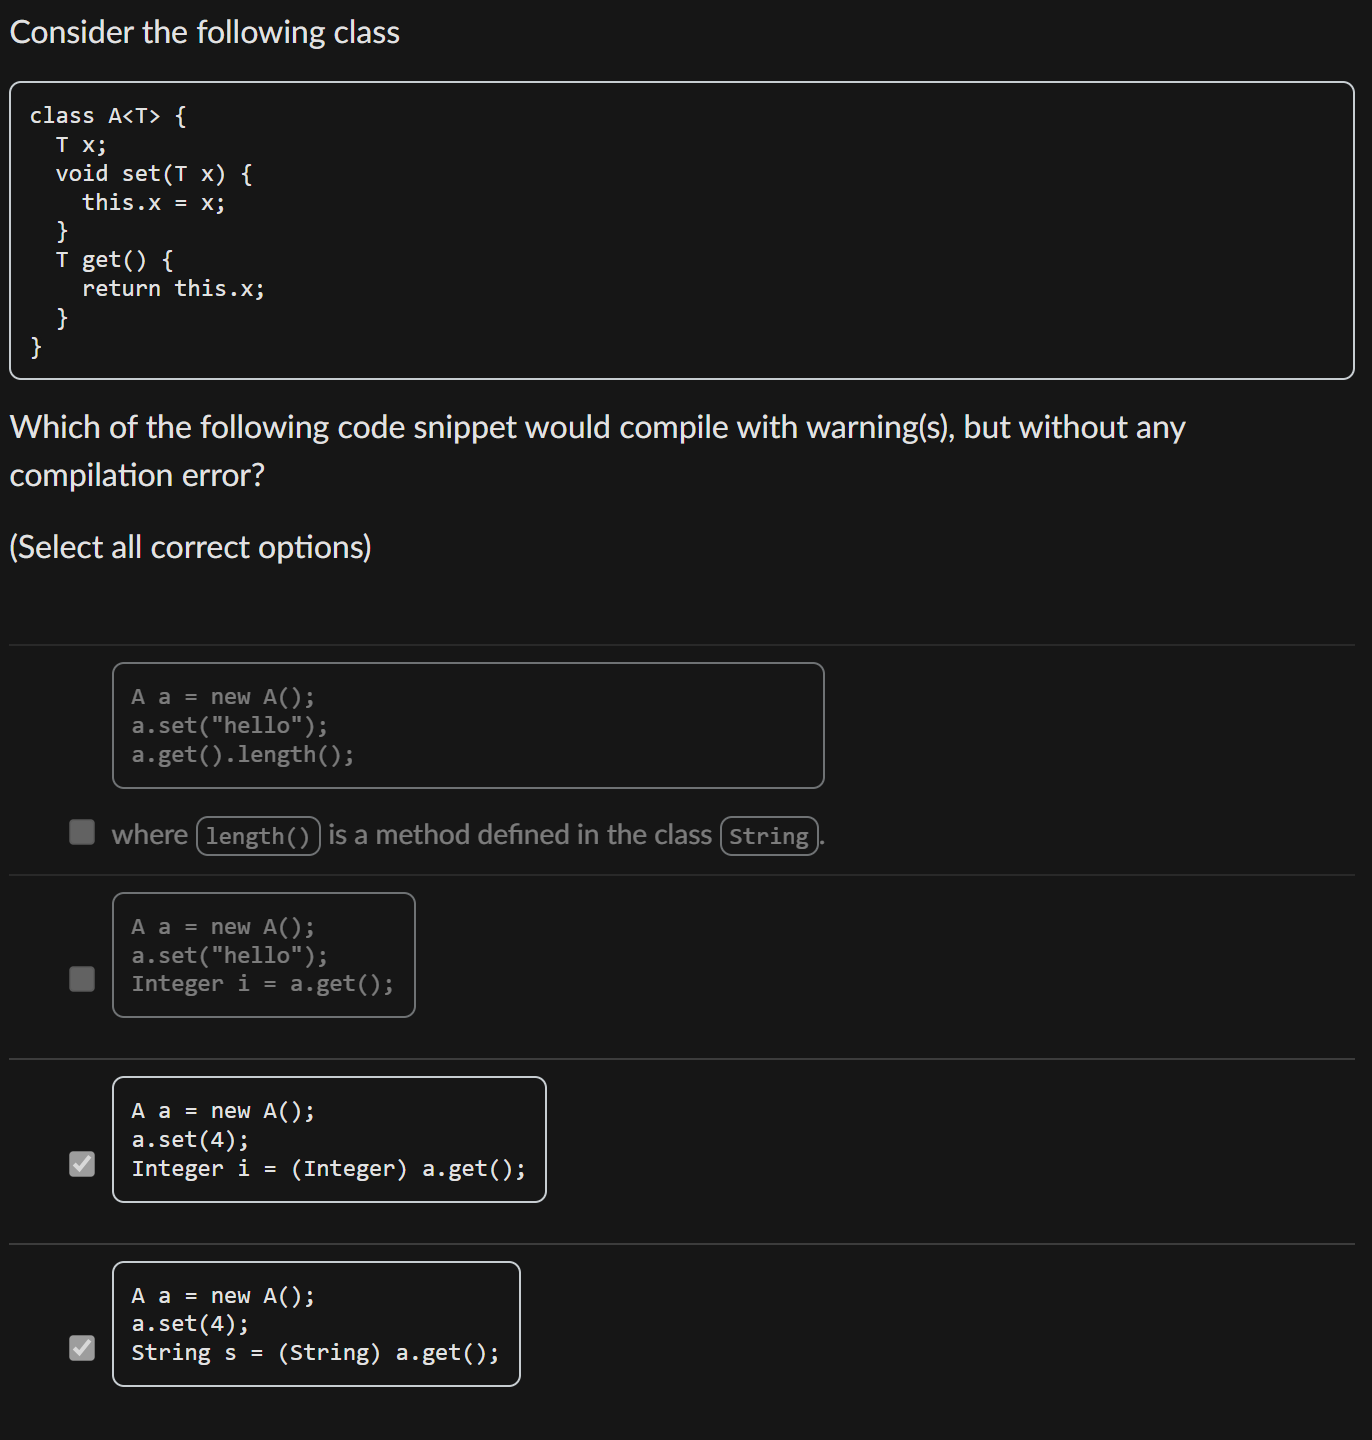 Consider the following class
class A<T> {
  T x;
  void set(T x) {
    this.x = x;
  }
  T get() {
    return this.x;
  }
}
Which of the following code snippet would compile with warning(s), but without any
compilation error?
(Select all correct options)
A a = new A();
a.set("hello");
a.get().length();
where length() is a method defined in the class String.
A a = new A();
a.set("hello");
Integer i = a.get();
A a = new A();
a.set(4);
Integer i = (Integer) a.get();
A a = new A();
a.set(4);
String s = (String) a.get();